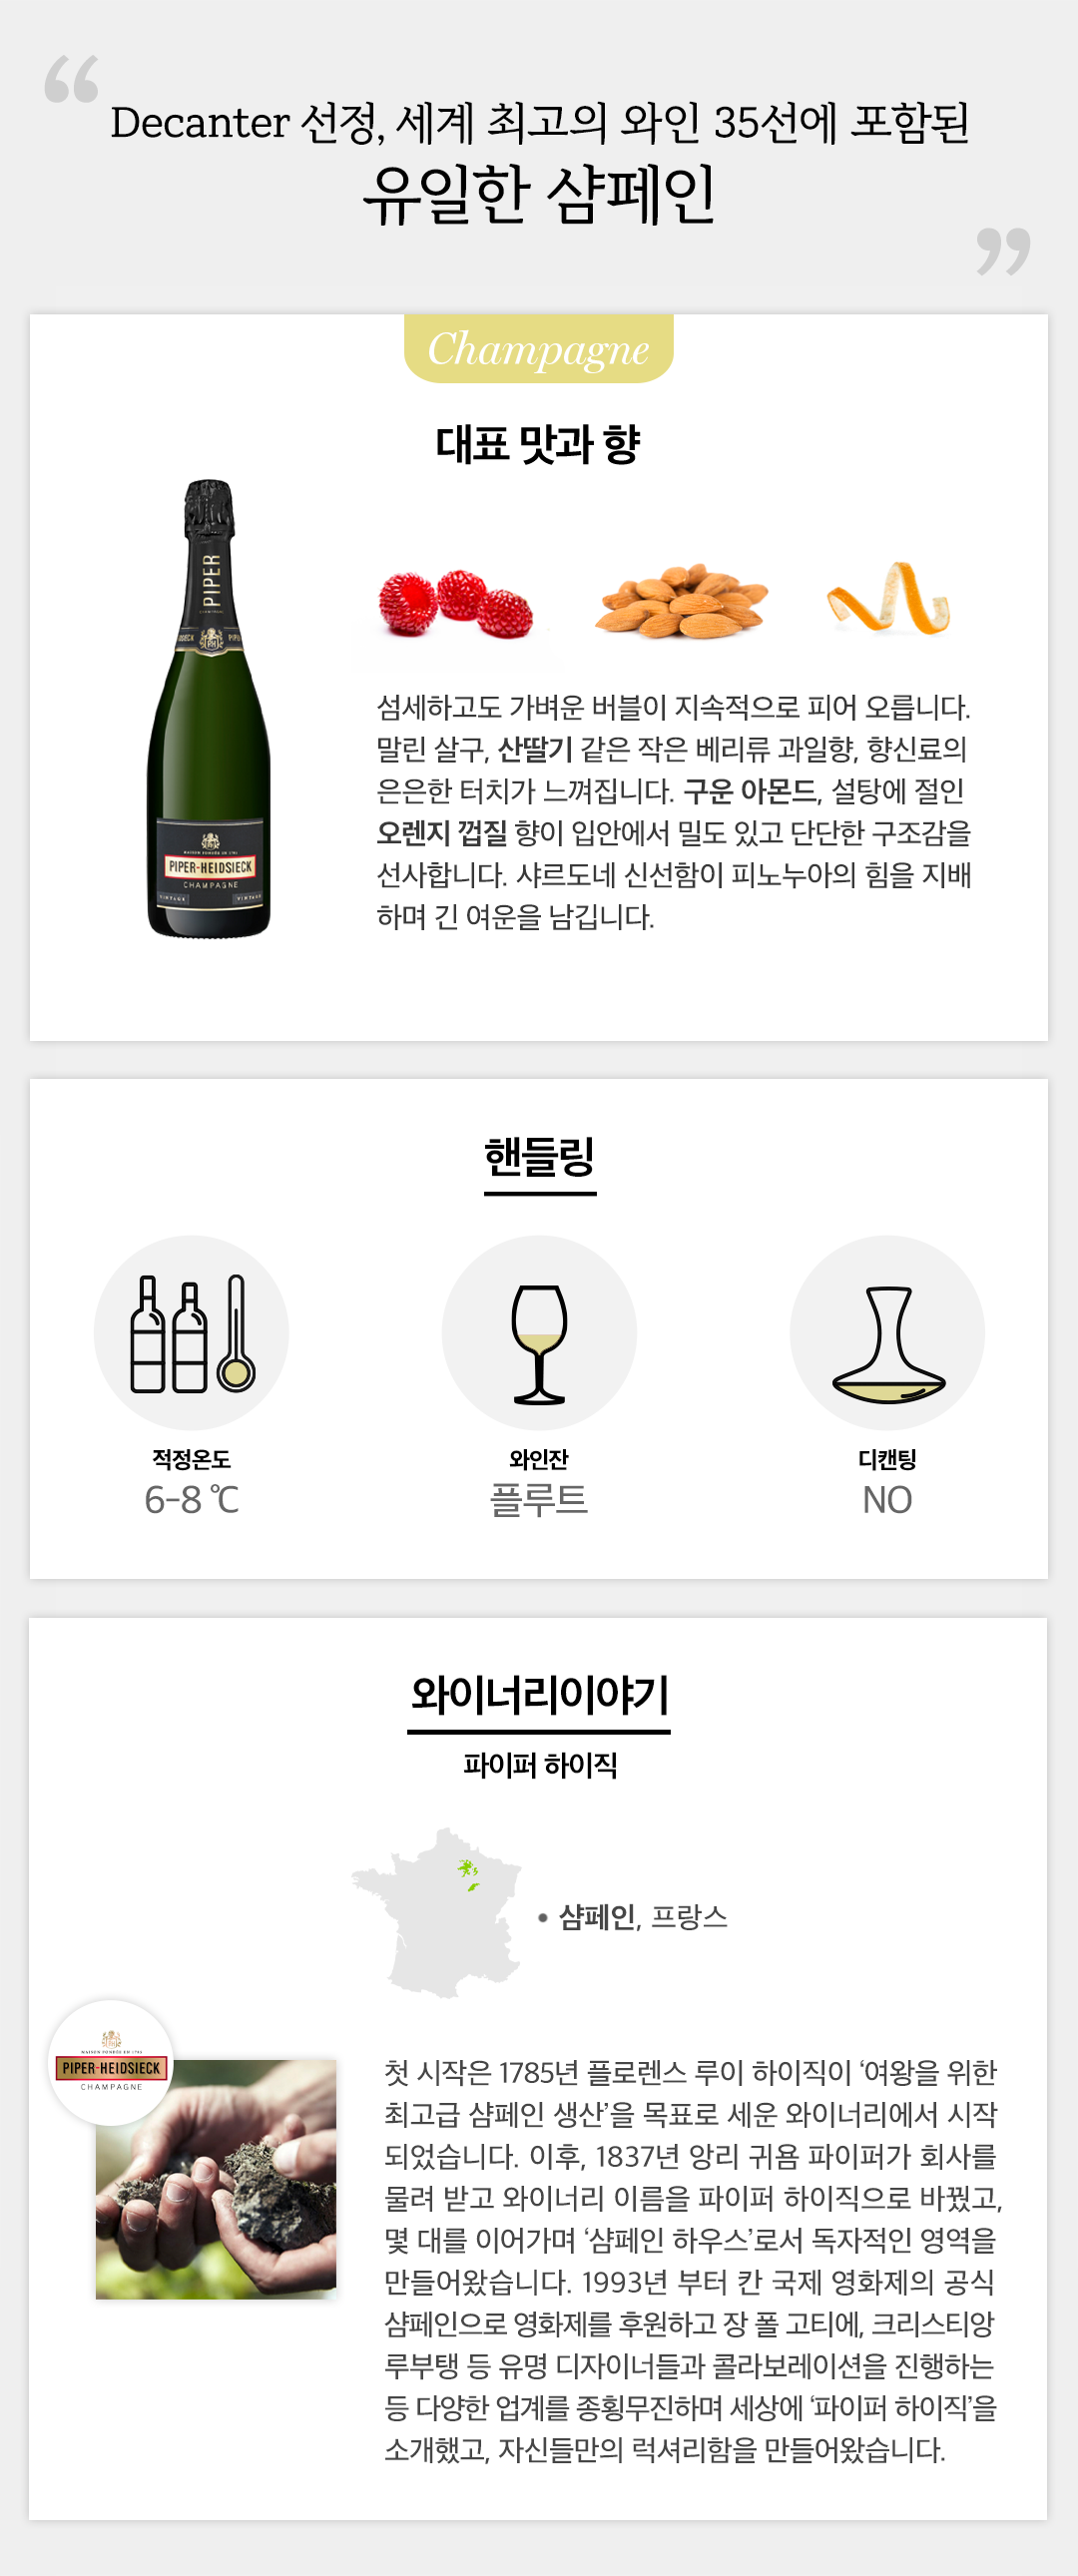 “
Decanter 선정, 세계 최고의 와인 35선에 포함된
유일한 샴페인
”
Champagne
대표 맛과 향
PIPER
PIPER-HEIDSIECK
CHAMPAGNE
VINTAGE
섬세하고도 가벼운 버블이 지속적으로 피어 오릅니다.
말린 살구, 산딸기 같은 작은 베리류 과일향, 향신료의
은은한 터치가 느껴집니다. 구운 아몬드, 설탕에 절인
오렌지 껍질 향이 입안에서 밀도 있고 단단한 구조감을
선사합니다. 샤르도네 신선함이 피노누아의 힘을 지배
하며 긴 여운을 남깁니다.
핸들링
적정온도
6-8 ℃
와인잔
플루트
디캔팅
NO
와이너리이야기
파이퍼 하이직
• 샴페인, 프랑스
PIPER-HEIDSIECK
CHAMPAGNE
첫 시작은 1785년 플로렌스 루이 하이직이 ‘여왕을 위한
최고급 샴페인 생산’을 목표로 세운 와이너리에서 시작
되었습니다. 이후, 1837년 앙리 귀욤 파이퍼가 회사를
물려 받고 와이너리 이름을 파이퍼 하이직으로 바꿨고,
몇 대를 이어가며 ‘샴페인 하우스’로서 독자적인 영역을
만들어왔습니다. 1993년 부터 칸 국제 영화제의 공식
샴페인으로 영화제를 후원하고 장 폴 고티에, 크리스티앙
루부탱 등 유명 디자이너들과 콜라보레이션을 진행하는
등 다양한 업계를 종횡무진하며 세상에 ‘파이퍼 하이직’을
소개했고, 자신들만의 럭셔리함을 만들어왔습니다.